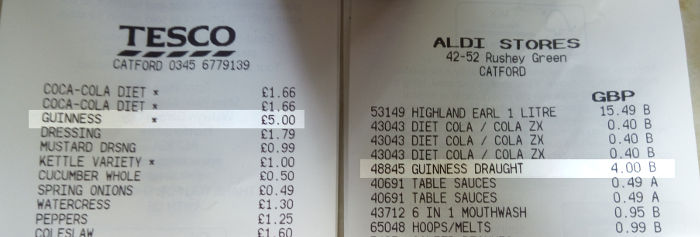 TESCO
CATFORD 0345 6779139
COCA-COLA DIET * £1.66
COCA-COLA DIET * £1.66
GUINNESS * £5.00
DRESSING £1.79
MUSTARD DRSNG £0.99
KETTLE VARIETY * £1.00
CUCUMBER WHOLE £0.50
SPRING ONIONS £0.49
WATERCRESS £1.30
PEPPERS £1.25
COLESLAW £1.60
ALDI STORES
42-52 Rushey Green
CATFORD
GBP
53149 HIGHLAND EARL 1 LITRE 15.49 B
43043 DIET COLA / COLA ZX 0.40 B
43043 DIET COLA / COLA ZX 0.40 B
43043 DIET COLA / COLA ZX 0.40 B
48845 GUINNESS DRAUGHT 4.00 B
40691 TABLE SAUCES 0.49 A
40691 TABLE SAUCES 0.49 A
43712 6 IN 1 MOUTHWASH 0.95 B
65048 HOOPS/MELTS 0.99 B